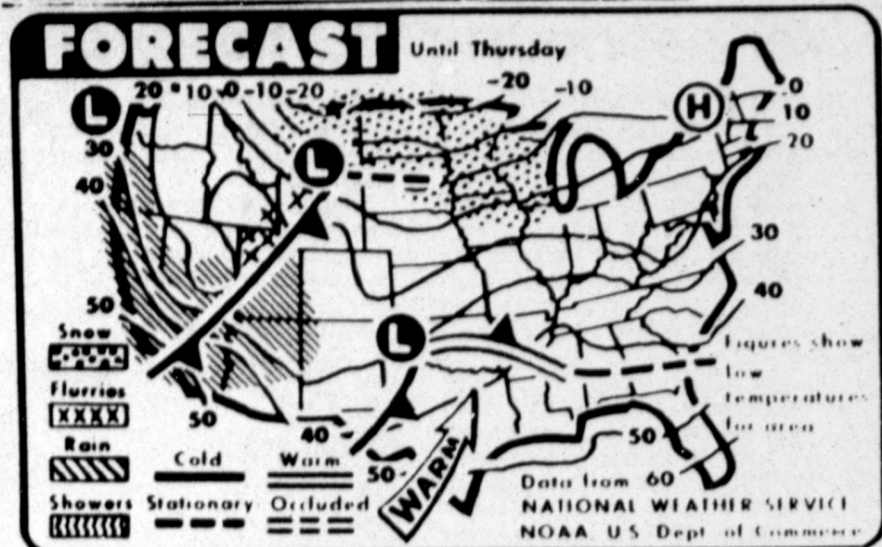 FORECAST Until Thursday
L 20 10 -0 -10 -20 -20 -10 H 0
10
20
30
L
40
30
50
40
L
Snow
Figures show
low
Flurries
temperatures
for area
50
40
50
Rain
Cold
Warm
50
WARM
Data from 60
Showers
Stationary
Occluded
NATIONAL WEATHER SERVICE
NOAA U S Dept of Commerce